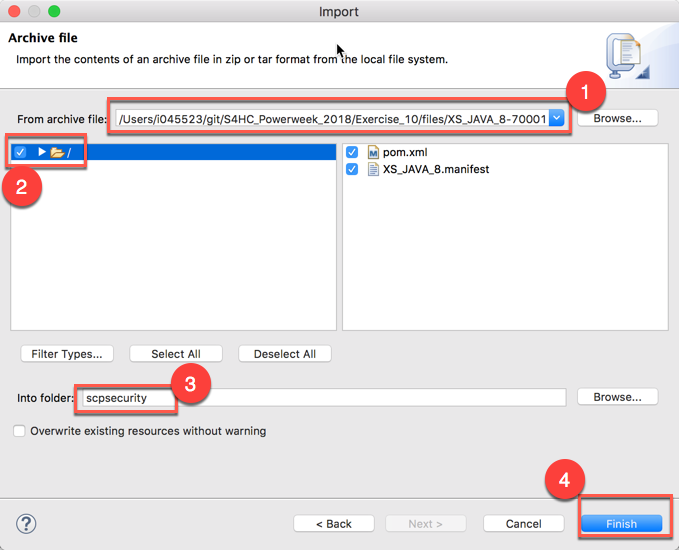 Import
Archive file
Import the contents of an archive file in zip or tar format from the local file system.
1
From archive file: /Users/i045523/git/S4HC_Powerweek_2018/Exercise_10/files/XS_JAVA_8-70001 Browse...
/
pom.xml
2
XS_JAVA_8.manifest
Filter Types... Select All Deselect All
3
Into folder: scpsecurity Browse...
Overwrite existing resources without warning
4
? < Back Next > Cancel Finish